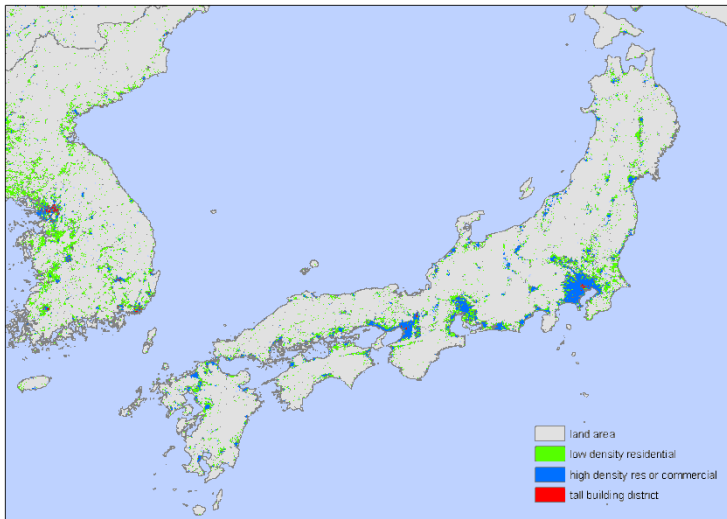 land area
low density residential
high density res or commercial
tall building district